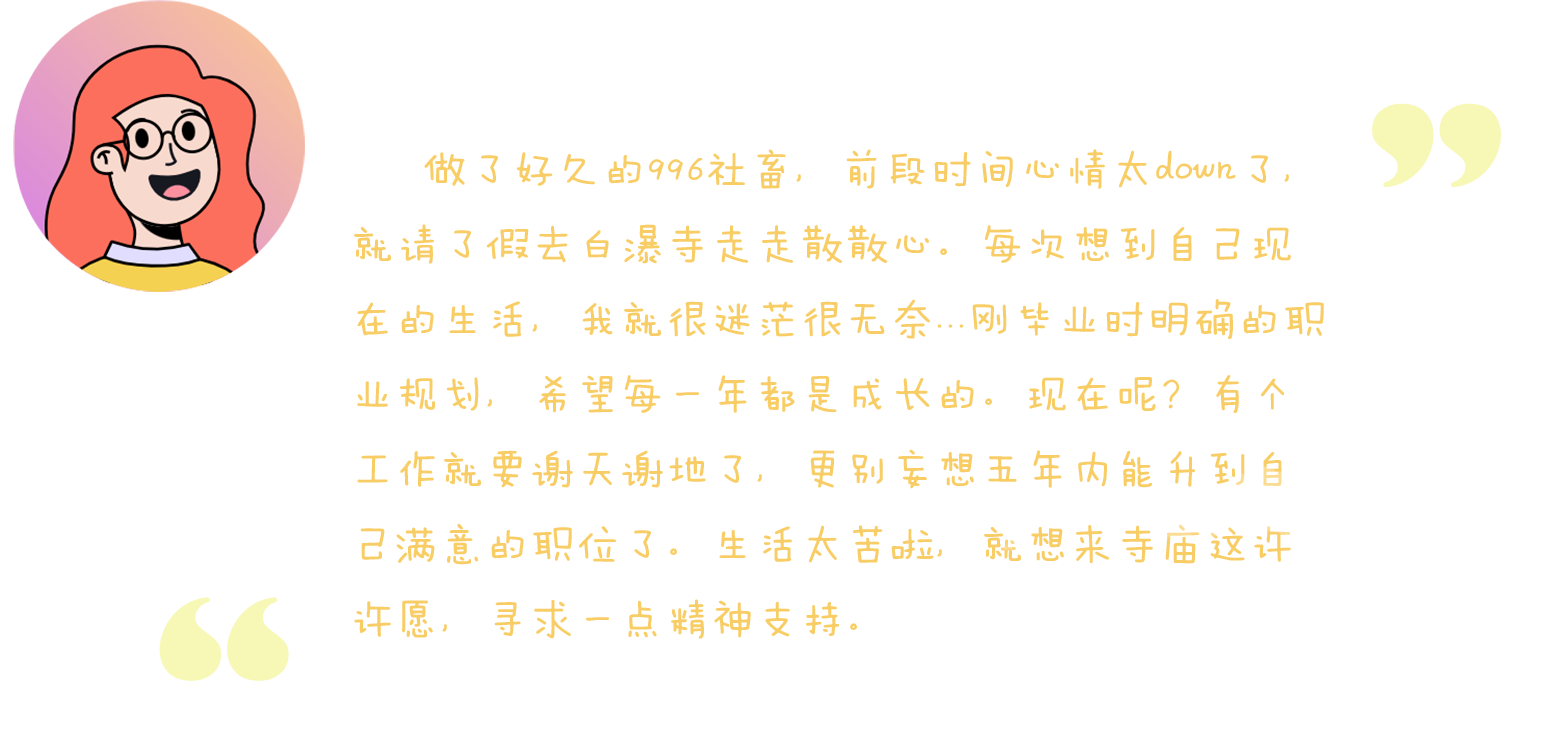 做了好久的996社畜，前段时间心情太down了，
就请了假去白瀑寺走走散散心。每次想到自己现
在的生活，我就很迷茫很无奈...刚毕业时明确的职
业规划，希望每一年都是成长的。现在呢？有个
工作就要谢天谢地了，更别妄想五年内能升到自
己满意的职位了。生活太苦啦，就想来寺庙这许
许愿，寻求一点精神支持。